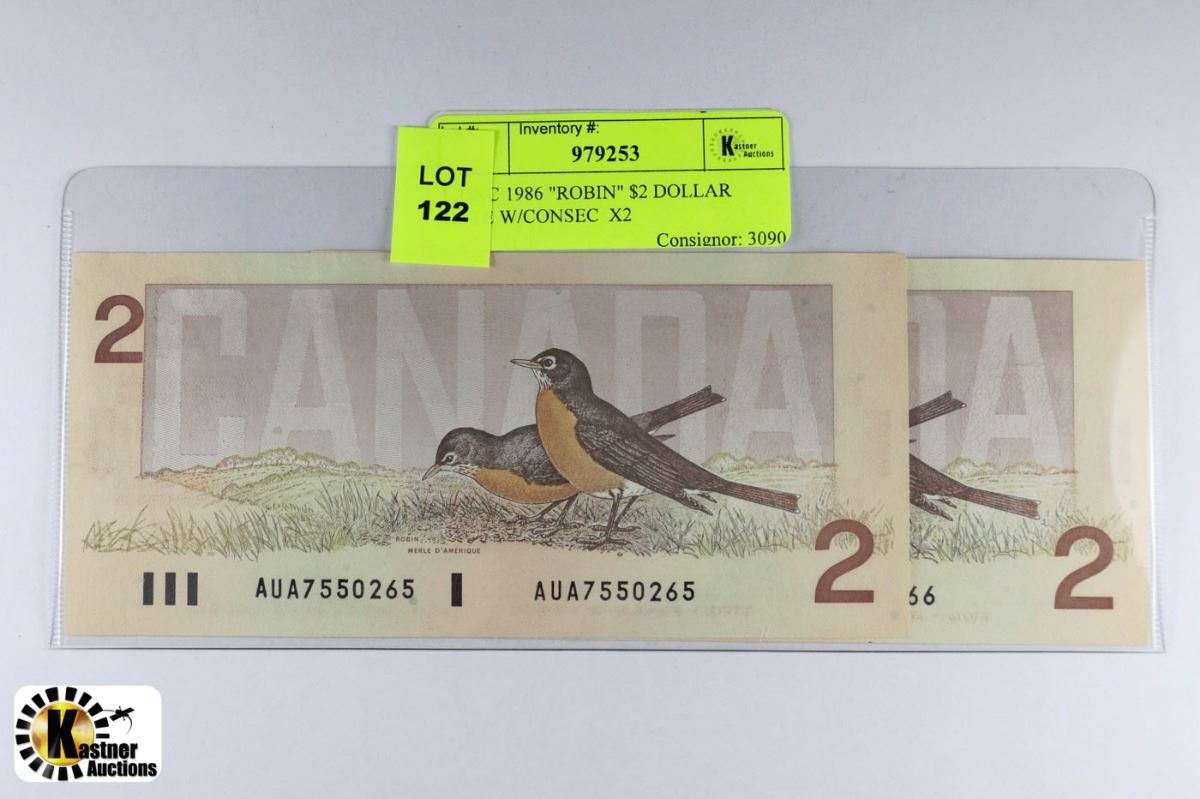 Inventory #:
979253
Kastner
Auctions
LOT
122
1986 "ROBIN" $2 DOLLAR
W/CONSEC X2
Consignor: 3090
2
CANADA
DA
ROBIN
MERLE D'AMÉRIQUE
AUA7550265
AUA7550265
2
66
2
Kastner
Auctions